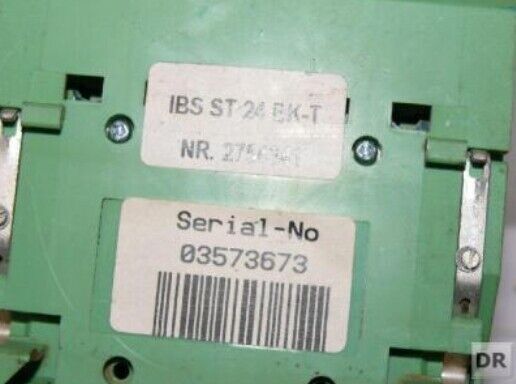 IBS ST 24 BK-T
NR.
Serial-No
03573673
DR